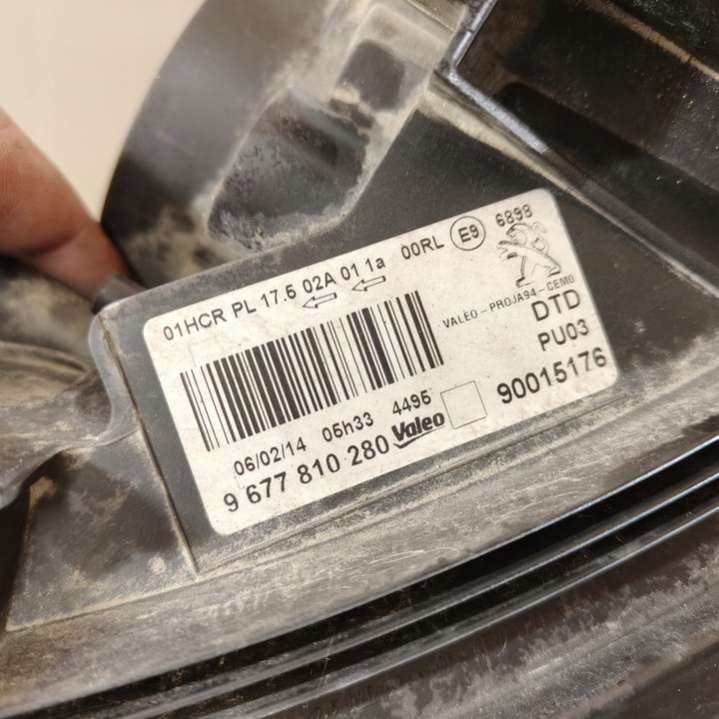 01HCR PL 17.5 02A 01 1a 00RL E9 6898
VALEO-PROJA94-CEMO
DTD
PU03
06/02/14 05h33 4495
Valeo
9 677 810 280
90015176